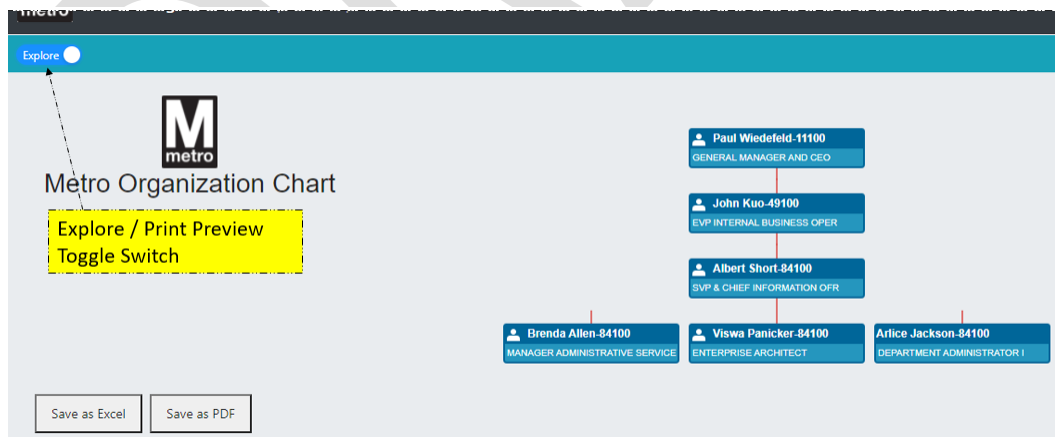 metro
Explore
M
metro
Metro Organization Chart
Explore / Print Preview
Toggle Switch
Paul Wiedefeld-11100
GENERAL MANAGER AND CEO
John Kuo-49100
EVP INTERNAL BUSINESS OPER
Albert Short-84100
SVP & CHIEF INFORMATION OFR
Brenda Allen-84100
MANAGER ADMINISTRATIVE SERVICE
Viswa Panicker-84100
ENTERPRISE ARCHITECT
Arlice Jackson-84100
DEPARTMENT ADMINISTRATOR I
Save as Excel
Save as PDF